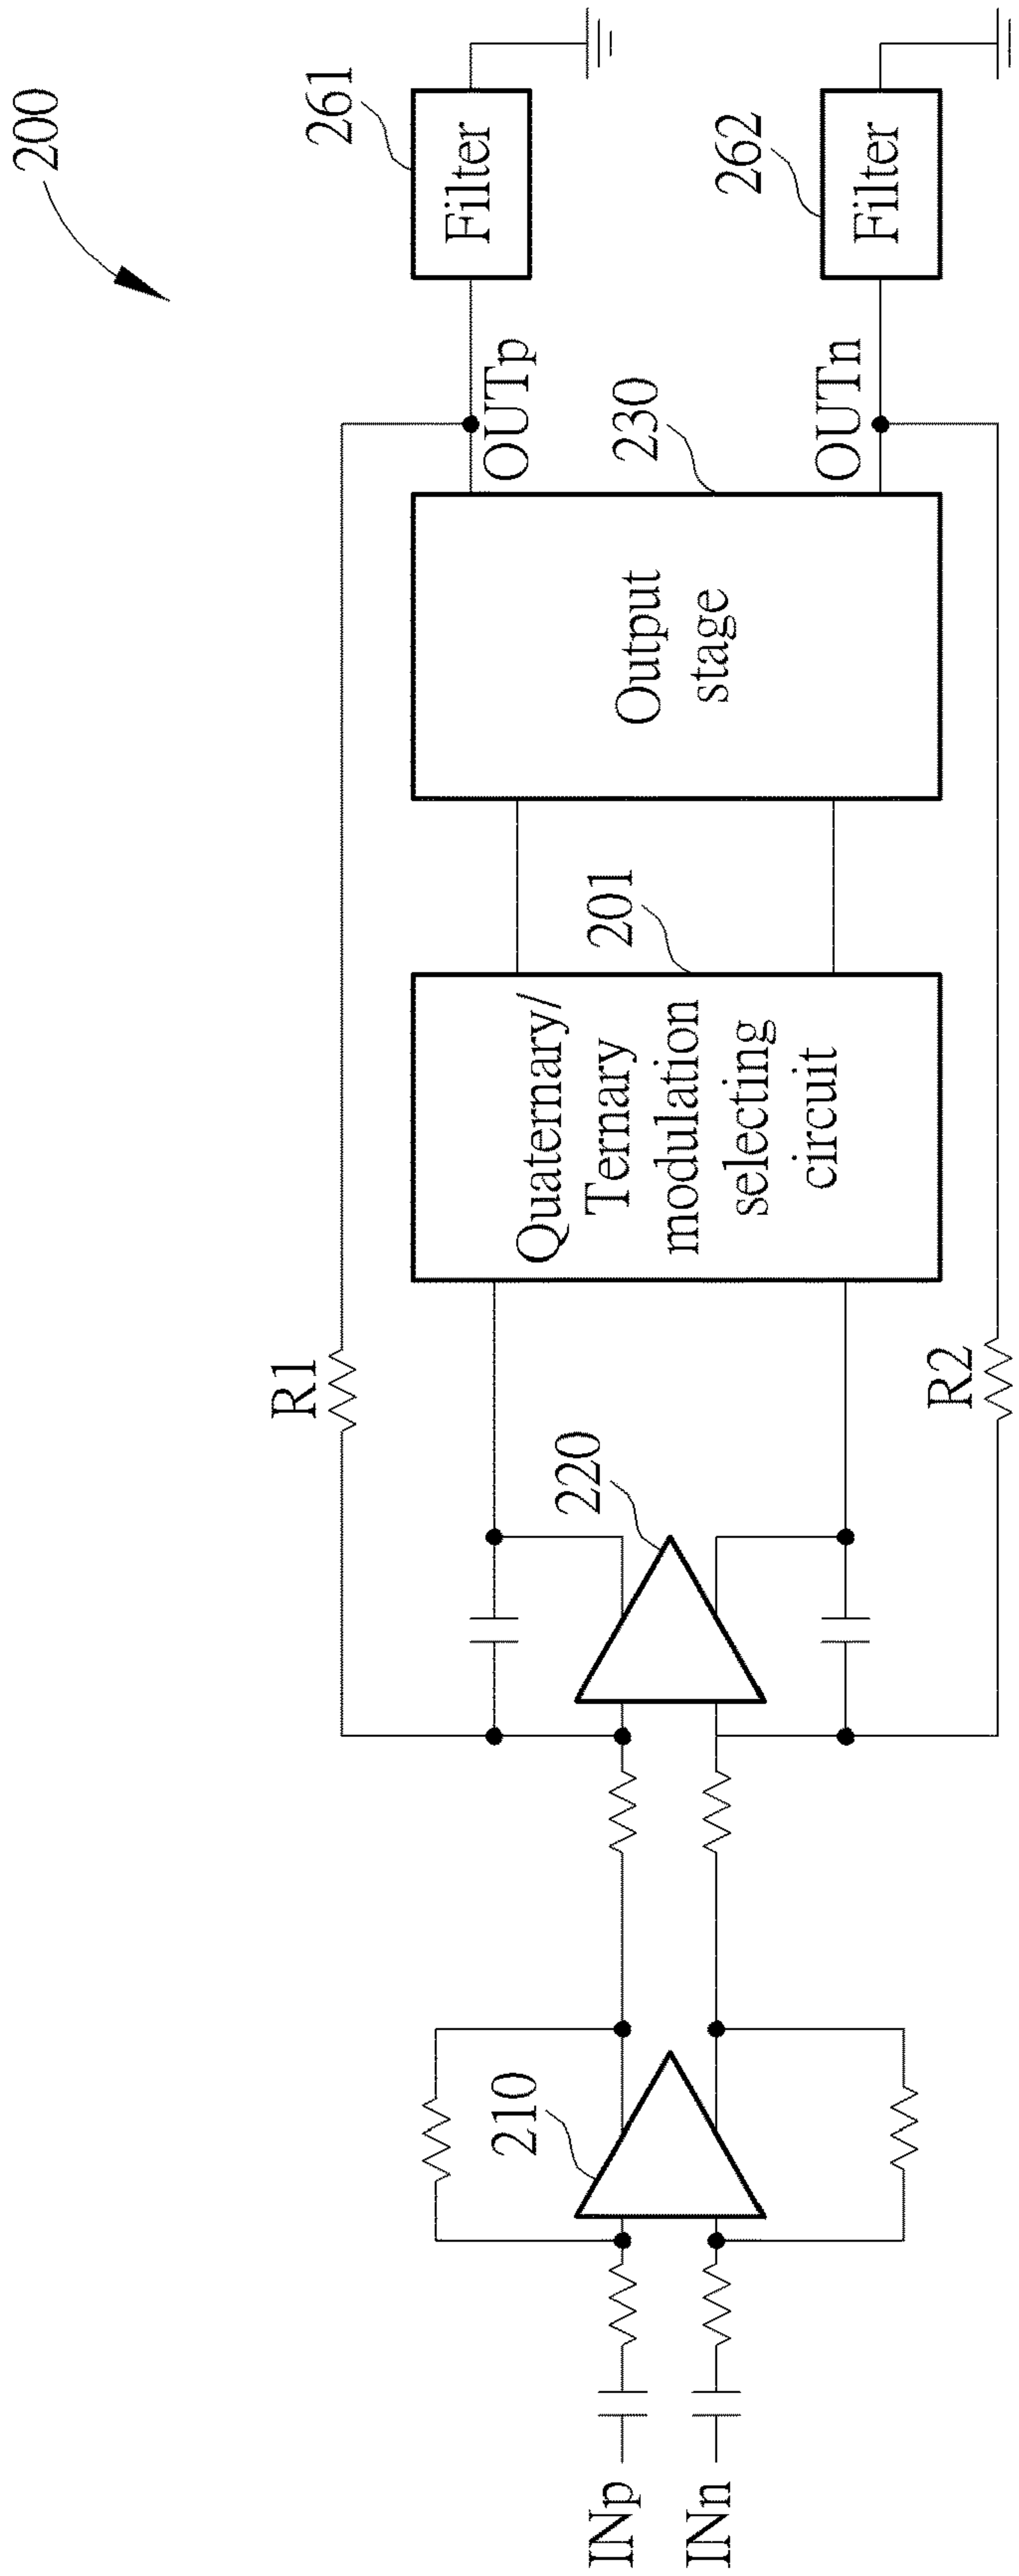 200
R1
261
Filter
OUTp
INp
INn
210
220
Quaternary/
Ternary
modulation
selecting
circuit
201
Output
stage
230
OUTn
262
Filter
R2